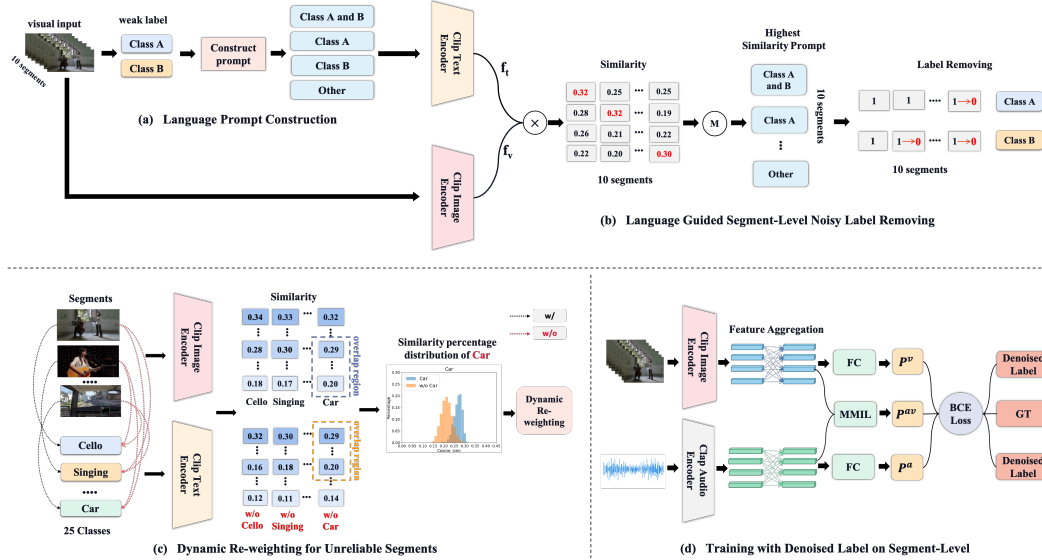 visual input
10 segments
weak label
Class A
Class B
Construct
prompt
Class A and B
Class A
Class B
Other
Clip Text
Encoder
Clip Image
Encoder
f_t
f_v
×
Similarity
0.32 0.25 ··· 0.25
0.28 0.32 ··· 0.19
0.26 0.21 ··· 0.22
0.22 0.20 ··· 0.30
10 segments
M
Highest
Similarity Prompt
Class A
and B
Class A
Other
10 segments
Label Removing
1 1 ···· 1→0 Class A
1 1→0 ···· 1→0 Class B
10 segments
(a) Language Prompt Construction
(b) Language Guided Segment-Level Noisy Label Removing
Segments
Cello
Singing
Car
25 Classes
Clip Image
Encoder
Clip Text
Encoder
Similarity
0.34 0.33 ··· 0.32
0.28 0.30 ··· 0.29
0.18 0.17 ··· 0.20
Cello Singing Car
overlap region
0.32 0.30 ··· 0.29
0.16 0.18 ··· 0.20
0.12 0.11 ··· 0.14
w/o w/o w/o
Cello Singing Car
overlap region
w/
w/o
Similarity percentage
distribution of Car
Car
Car
w/o Car
Percentage
Dynamic
Re-
weighting
(c) Dynamic Re-weighting for Unreliable Segments
Clip Image
Encoder
Clap Audio
Encoder
Feature Aggregation
FC
MMIL
FC
P^v
P^av
P^a
BCE
Loss
Denoised
Label
GT
Denoised
Label
(d) Training with Denoised Label on Segment-Level